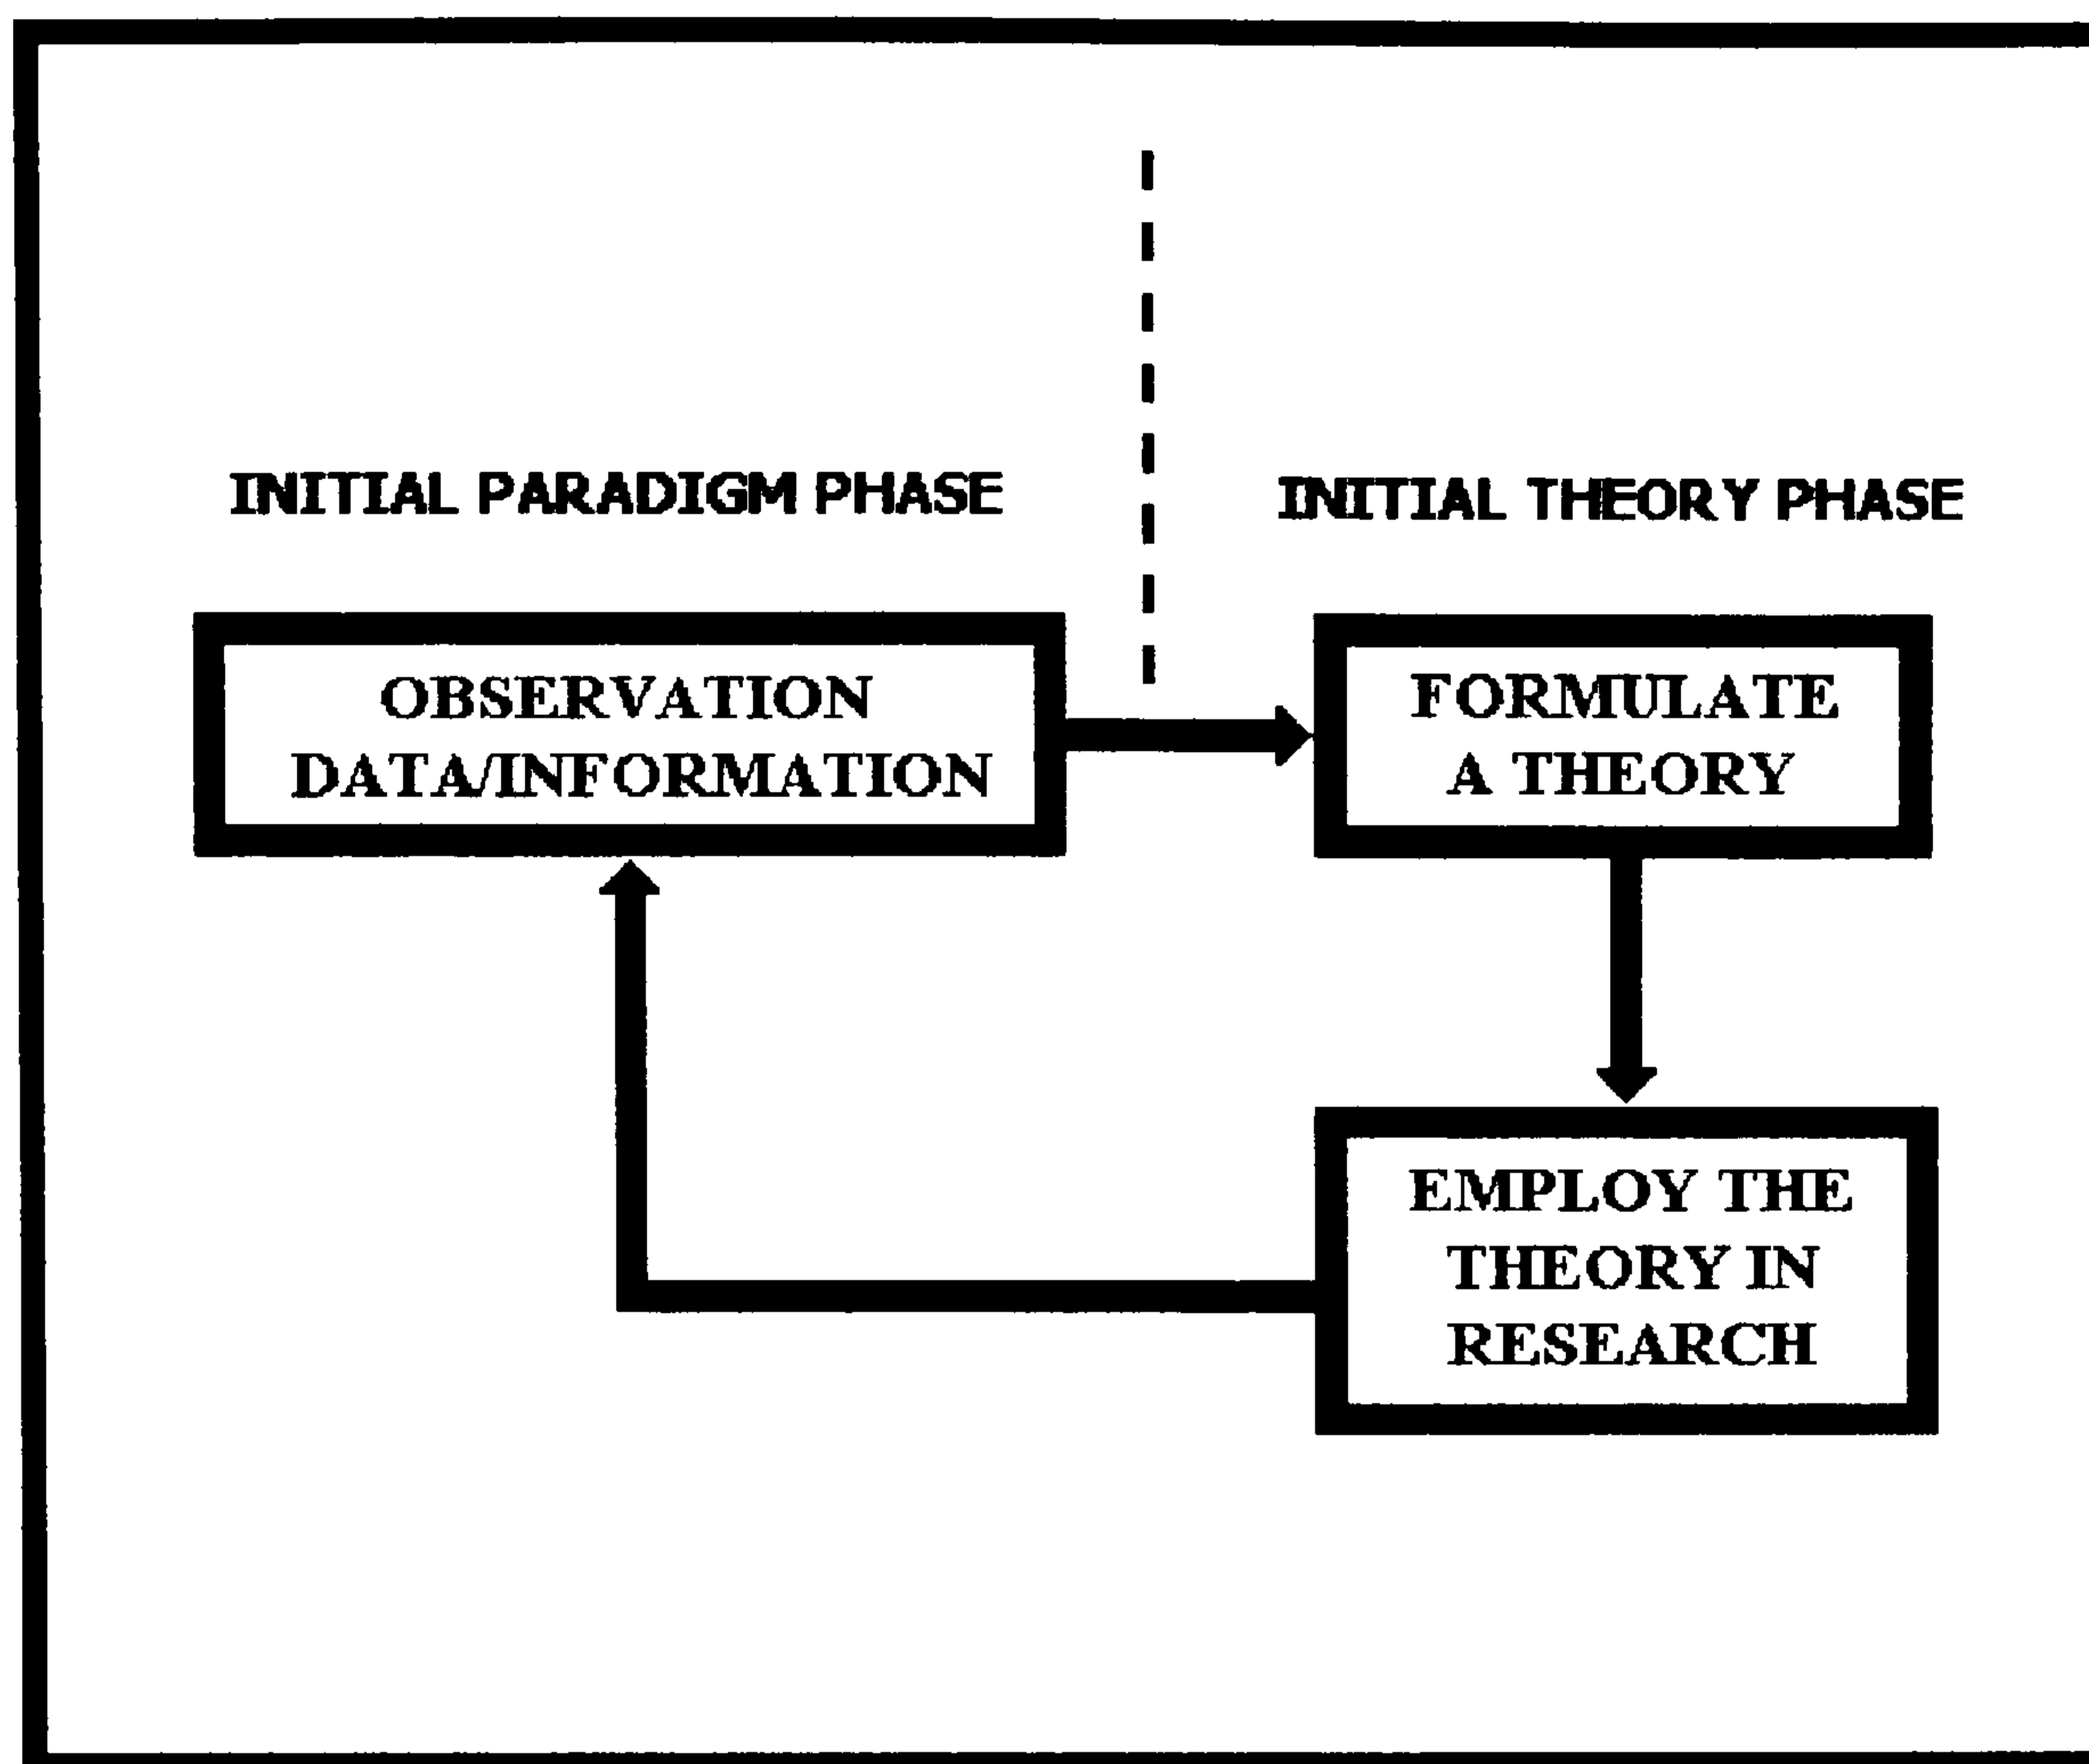 INITIAL PARADIGM PHASE
INITIAL THEORY PHASE
OBSERVATION
DATA/INFORMATION
FORMULATE
A THEORY
EMPLOY THE
THEORY IN
RESEARCH